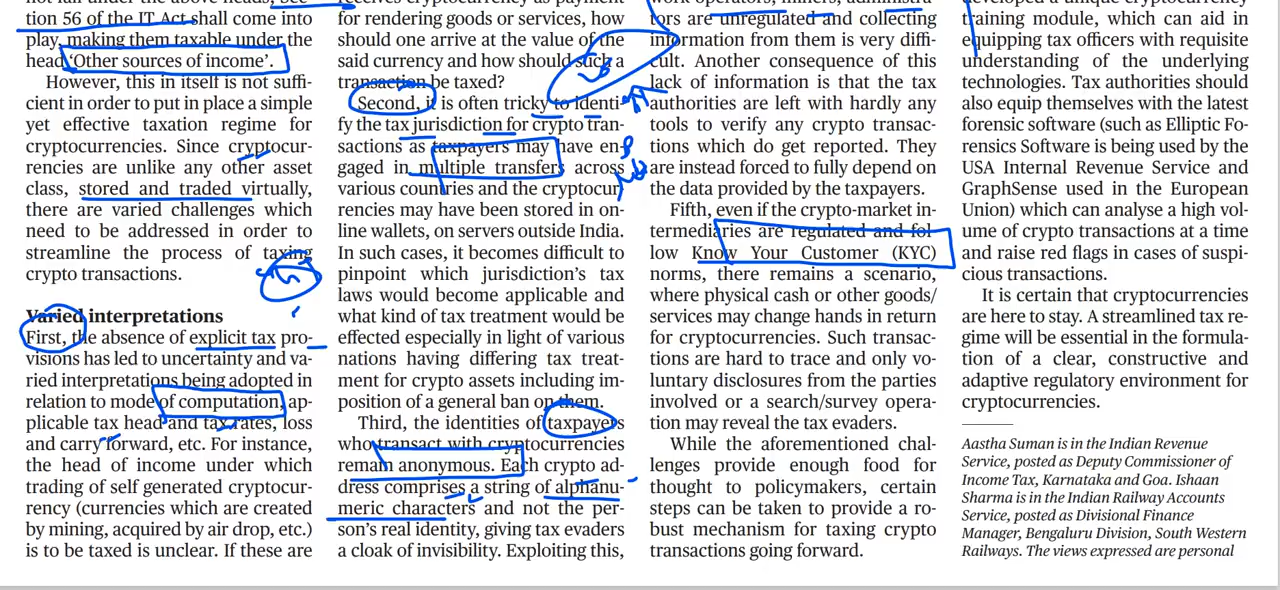 not fall under the above heads, Sec-
tion 56 of the IT Act shall come into
play, making them taxable under the
head 'Other sources of income'.
However, this in itself is not suffi-
cient in order to put in place a simple
yet effective taxation regime for
cryptocurrencies. Since cryptocur-
rencies are unlike any other asset
class, stored and traded virtually,
there are varied challenges which
need to be addressed in order to
streamline the process of taxing
crypto transactions.
Varied interpretations
First, the absence of explicit tax pro-
visions has led to uncertainty and va-
ried interpretations being adopted in
relation to mode of computation, ap-
plicable tax head and tax rates, loss
and carry forward, etc. For instance,
the head of income under which
trading of self generated cryptocur-
rency (currencies which are created
by mining, acquired by air drop, etc.)
is to be taxed is unclear. If these are
receives cryptocurrency as payment
for rendering goods or services, how
should one arrive at the value of the
said currency and how should such a
transaction be taxed?
Second, it is often tricky to identi-
fy the tax jurisdiction for crypto tran-
sactions as taxpayers may have en-
gaged in multiple transfers across
various countries and the cryptocur-
rencies may have been stored in on-
line wallets, on servers outside India.
In such cases, it becomes difficult to
pinpoint which jurisdiction's tax
laws would become applicable and
what kind of tax treatment would be
effected especially in light of various
nations having differing tax treat-
ment for crypto assets including im-
position of a general ban on them.
Third, the identities of taxpayers
who transact with cryptocurrencies
remain anonymous. Each crypto ad-
dress comprises a string of alphanu-
meric characters and not the per-
son's real identity, giving tax evaders
a cloak of invisibility. Exploiting this,
work operators, miners, administra-
tors are unregulated and collecting
information from them is very diffi-
cult. Another consequence of this
lack of information is that the tax
authorities are left with hardly any
tools to verify any crypto transac-
tions which do get reported. They
are instead forced to fully depend on
the data provided by the taxpayers.
Fifth, even if the crypto-market in-
termediaries are regulated and fol-
low Know Your Customer (KYC)
norms, there remains a scenario,
where physical cash or other goods/
services may change hands in return
for cryptocurrencies. Such transac-
tions are hard to trace and only vo-
luntary disclosures from the parties
involved or a search/survey opera-
tion may reveal the tax evaders.
While the aforementioned chal-
lenges provide enough food for
thought to policymakers, certain
steps can be taken to provide a ro-
bust mechanism for taxing crypto
transactions going forward.
developed a unique cryptocurrency
training module, which can aid in
equipping tax officers with requisite
understanding of the underlying
technologies. Tax authorities should
also equip themselves with the latest
forensic software (such as Elliptic Fo-
rensics Software is being used by the
USA Internal Revenue Service and
GraphSense used in the European
Union) which can analyse a high vol-
ume of crypto transactions at a time
and raise red flags in cases of suspi-
cious transactions.
It is certain that cryptocurrencies
are here to stay. A streamlined tax re-
gime will be essential in the formula-
tion of a clear, constructive and
adaptive regulatory environment for
cryptocurrencies.
Aastha Suman is in the Indian Revenue
Service, posted as Deputy Commissioner of
Income Tax, Karnataka and Goa. Ishaan
Sharma is in the Indian Railway Accounts
Service, posted as Divisional Finance
Manager, Bengaluru Division, South Western
Railways. The views expressed are personal